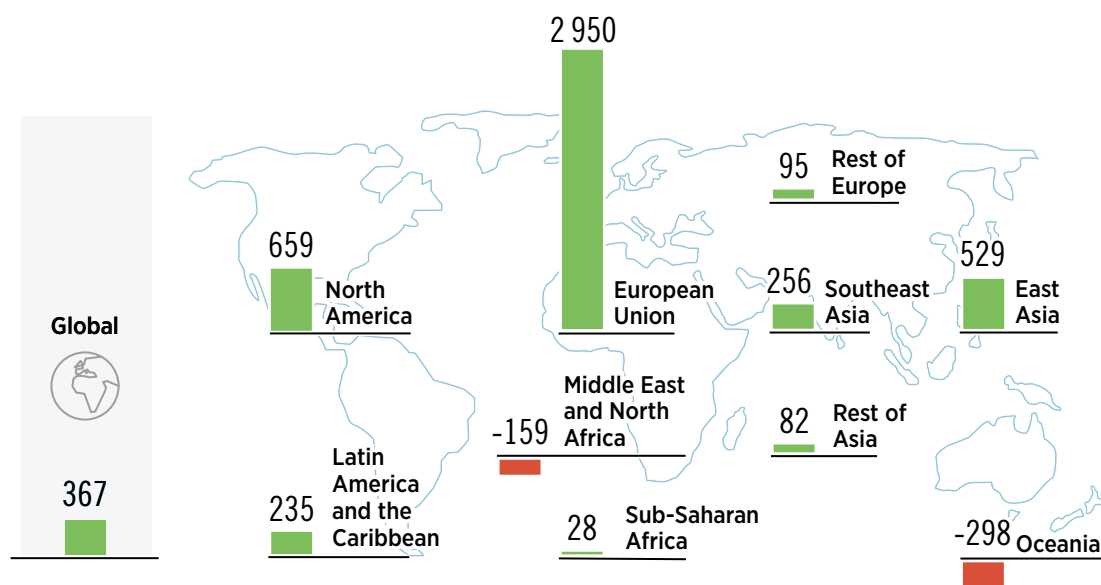 2 950
95
Rest of
Europe
659
North
America
European
Union
256
Southeast
Asia
529
East
Asia
Global
367
Middle East
and North
Africa
-159
82
Rest of
Asia
Latin
America
and the
Caribbean
235
28
Sub-Saharan
Africa
-298
Oceania